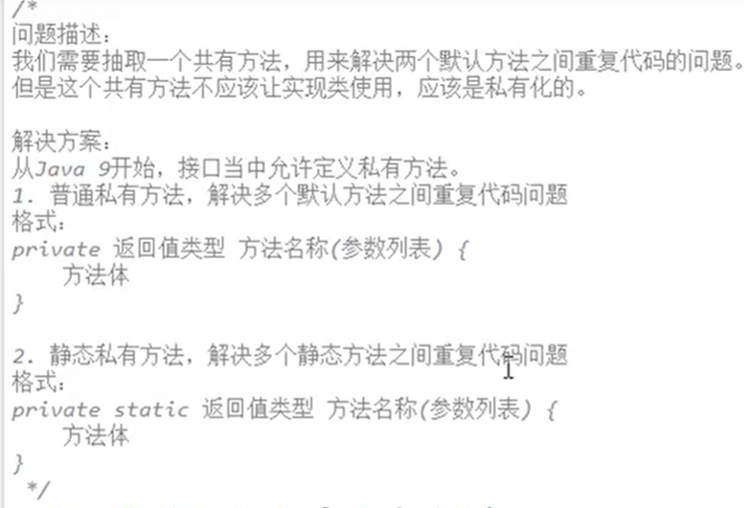 /*
问题描述：
我们需要抽取一个共有方法，用来解决两个默认方法之间重复代码的问题。
但是这个共有方法不应该让实现类使用，应该是私有化的。
解决方案：
从Java 9开始，接口当中允许定义私有方法。
1. 普通私有方法，解决多个默认方法之间重复代码问题
格式：
private 返回值类型 方法名称(参数列表) {
    方法体
}
2. 静态私有方法，解决多个静态方法之间重复代码问题
格式：
private static 返回值类型 方法名称(参数列表) {
    方法体
}
 */